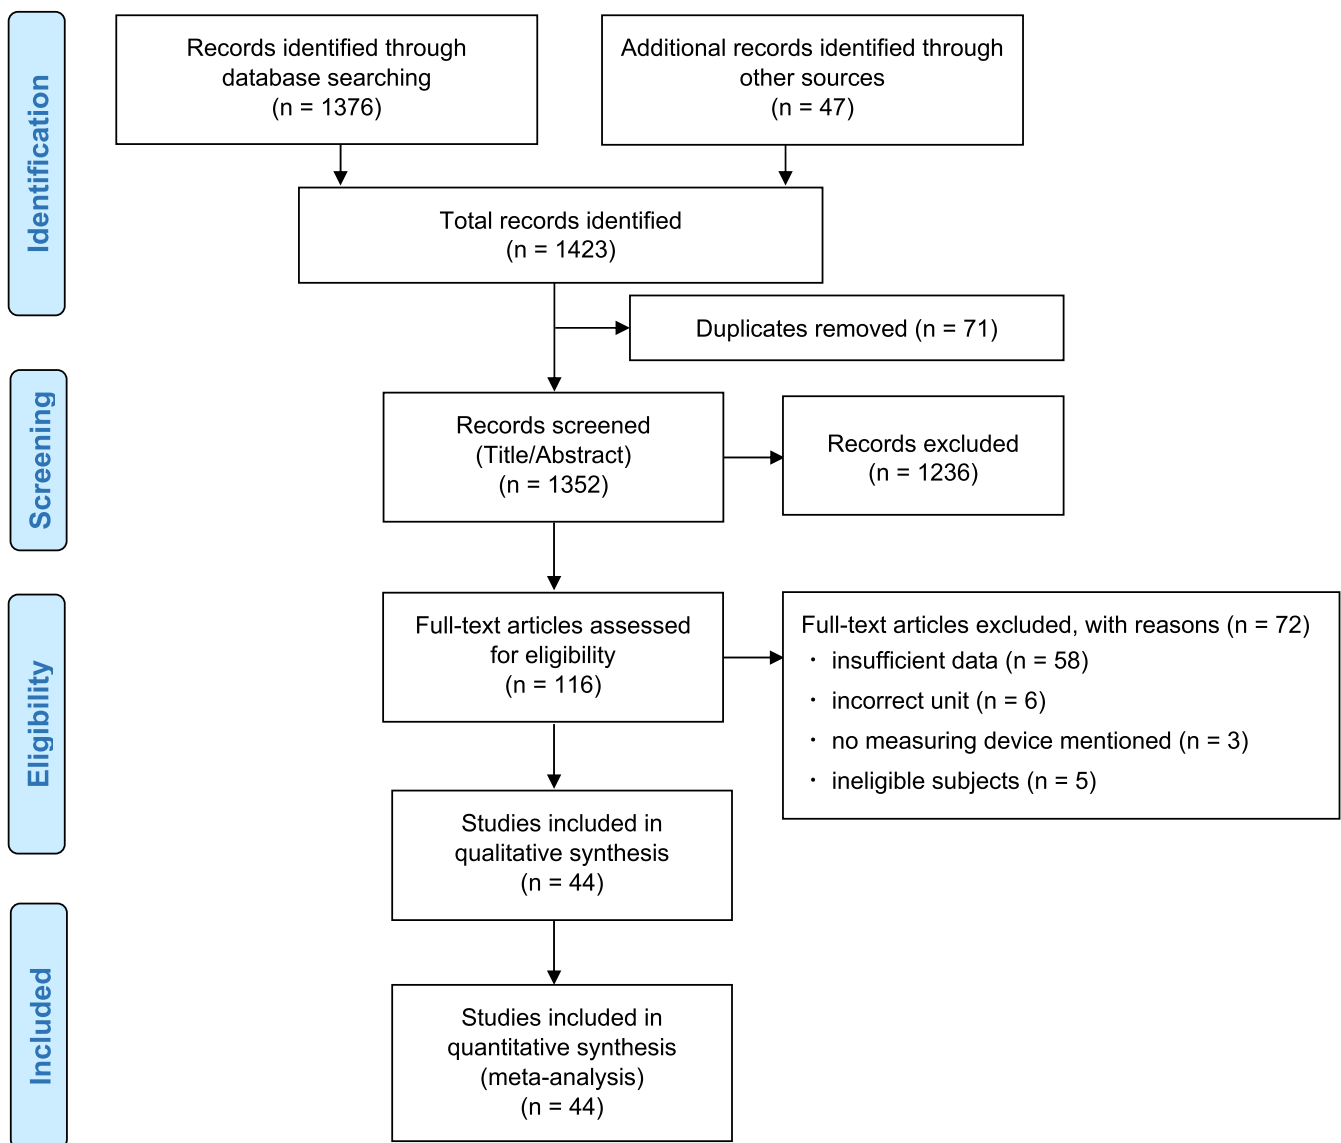 Identification
Records identified through
database searching
(n = 1376)
Additional records identified through
other sources
(n = 47)
Total records identified
(n = 1423)
Duplicates removed (n = 71)
Screening
Records screened
(Title/Abstract)
(n = 1352)
Records excluded
(n = 1236)
Eligibility
Full-text articles assessed
for eligibility
(n = 116)
Full-text articles excluded, with reasons (n = 72)
・ insufficient data (n = 58)
・ incorrect unit (n = 6)
・ no measuring device mentioned (n = 3)
・ ineligible subjects (n = 5)
Studies included in
qualitative synthesis
(n = 44)
Included
Studies included in
quantitative synthesis
(meta-analysis)
(n = 44)